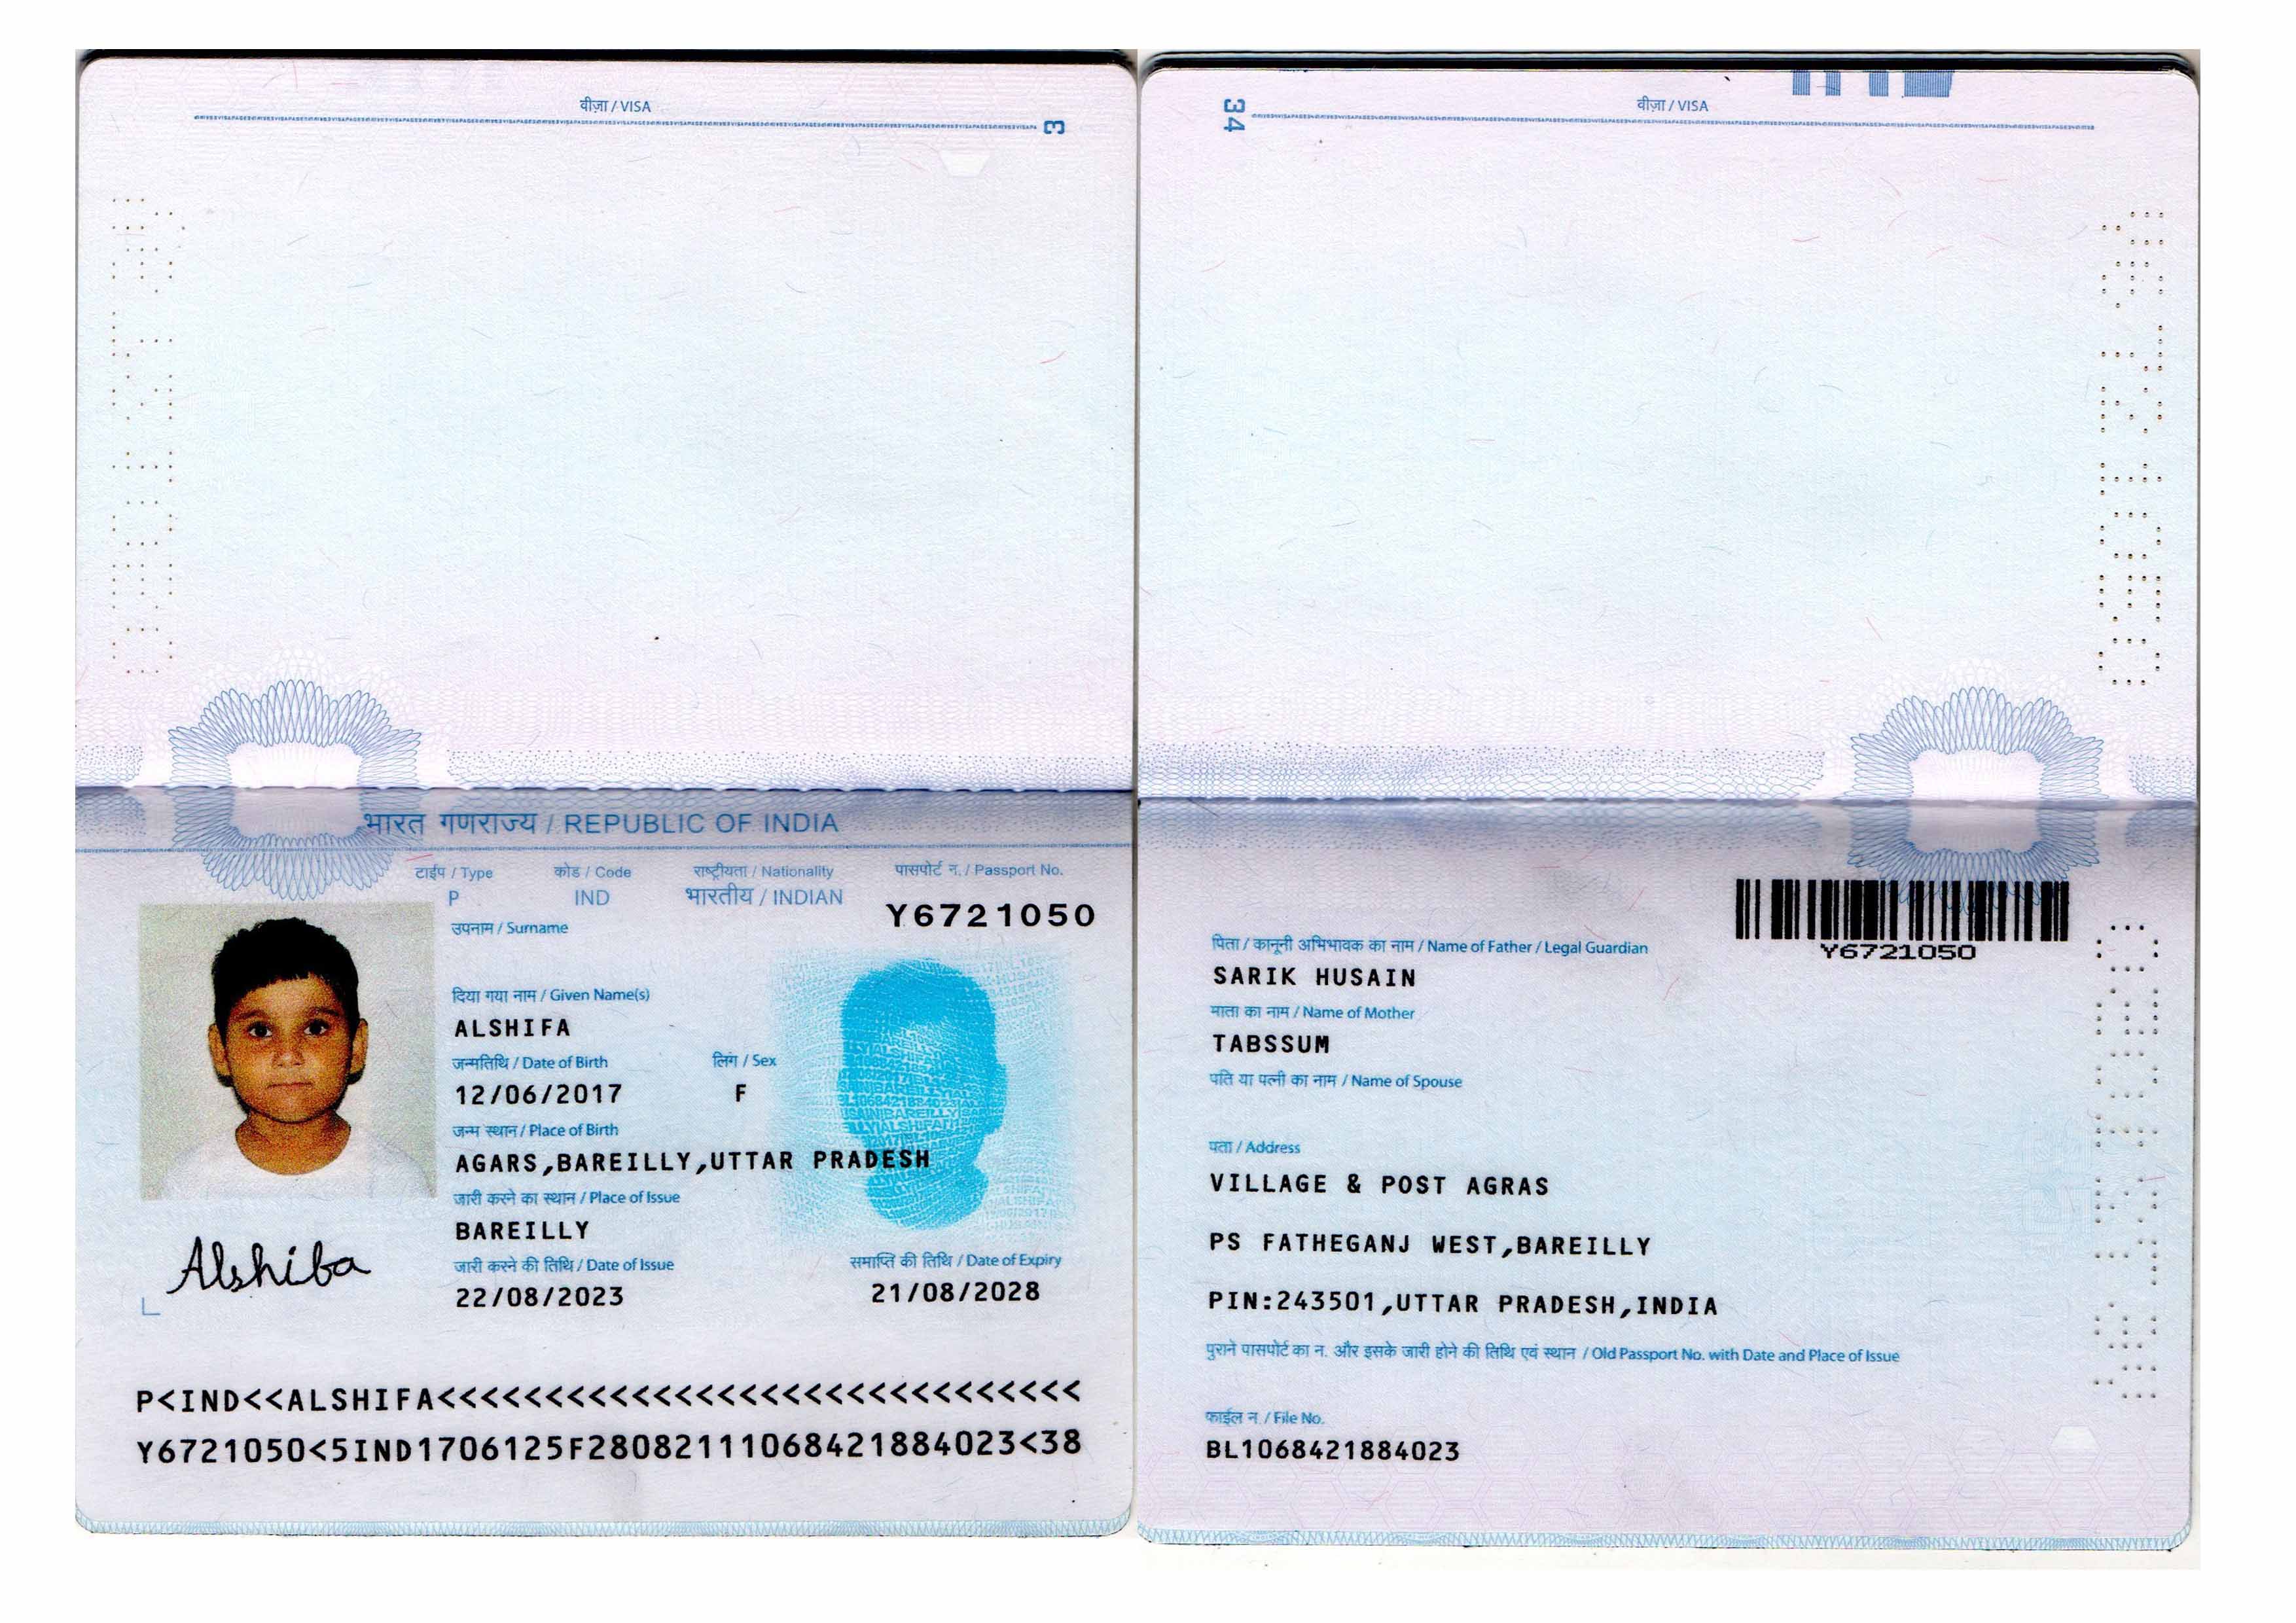 वीज़ा / VISA
3
भारत गणराज्य / REPUBLIC OF INDIA
टाईप / Type
कोड / Code
राष्ट्रीयता / Nationality
पासपोर्ट न. / Passport No.
P
IND
भारतीय / INDIAN
Y6721050
उपनाम / Surname
दिया गया नाम / Given Name(s)
ALSHIFA
जन्मतिथि / Date of Birth
लिंग / Sex
12/06/2017
F
जन्म स्थान / Place of Birth
AGARS,BAREILLY,UTTAR PRADESH
जारी करने का स्थान / Place of Issue
BAREILLY
जारी करने की तिथि / Date of Issue
समाप्ति की तिथि / Date of Expiry
22/08/2023
21/08/2028
Alshiba
P<IND<<ALSHIFA<<<<<<<<<<<<<<<<<<<<<<<<<<<<<<
Y6721050<5IND1706125F28082111068421884023<38
34
वीज़ा / VISA
Y6721050
पिता / कानूनी अभिभावक का नाम / Name of Father / Legal Guardian
SARIK HUSAIN
माता का नाम / Name of Mother
TABSSUM
पति या पत्नी का नाम / Name of Spouse
पता / Address
VILLAGE & POST AGRAS
PS FATHEGANJ WEST,BAREILLY
PIN:243501,UTTAR PRADESH,INDIA
पुराने पासपोर्ट का न. और इसके जारी होने की तिथि एवं स्थान / Old Passport No. with Date and Place of Issue
फाईल न. / File No.
BL1068421884023